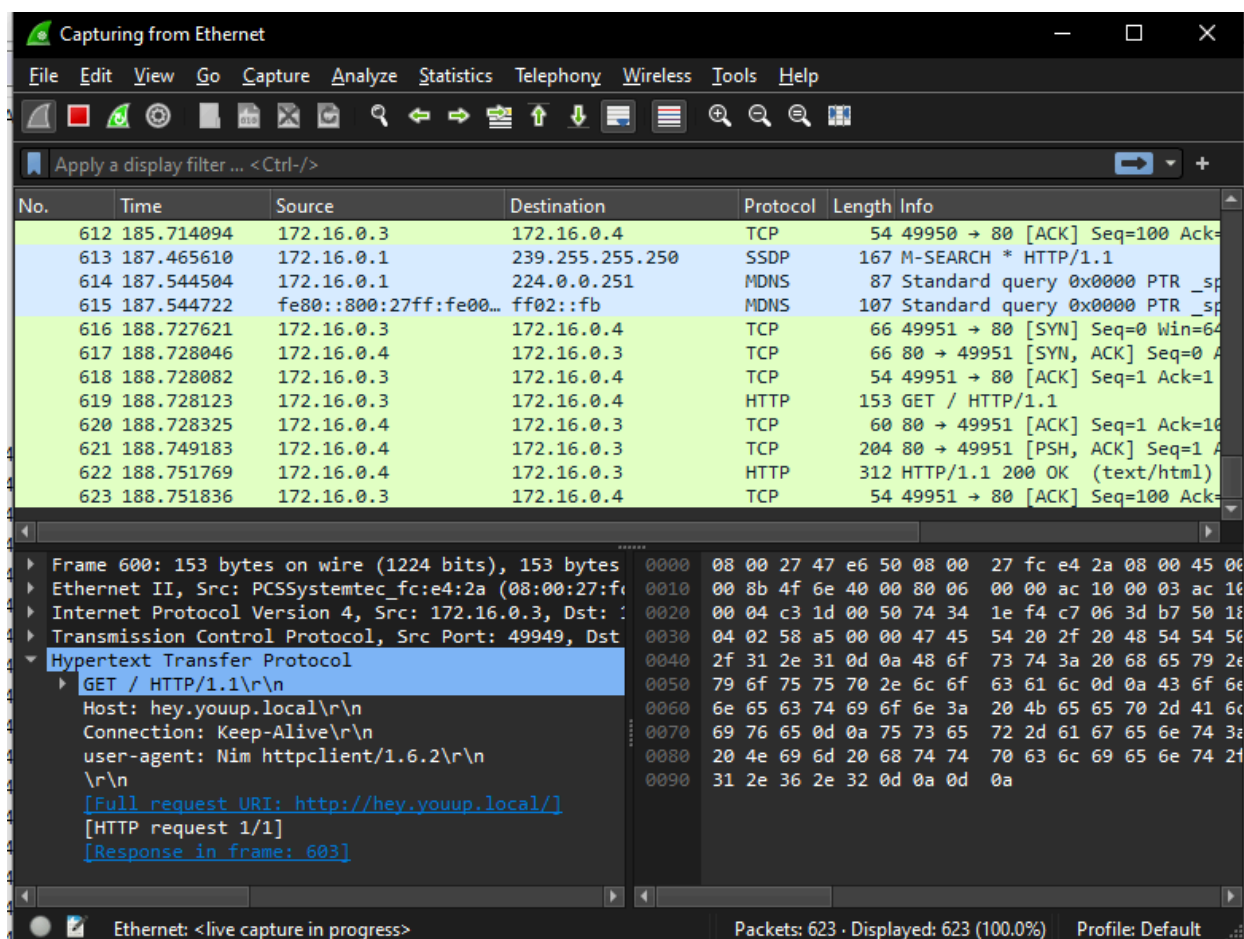 Capturing from Ethernet
File Edit View Go Capture Analyze Statistics Telephony Wireless Tools Help
Apply a display filter ... <Ctrl-/>
No. Time Source Destination Protocol Length Info
612 185.714094 172.16.0.3 172.16.0.4 TCP 54 49950 → 80 [ACK] Seq=100 Ack=
613 187.465610 172.16.0.1 239.255.255.250 SSDP 167 M-SEARCH * HTTP/1.1
614 187.544504 172.16.0.1 224.0.0.251 MDNS 87 Standard query 0x0000 PTR _sp
615 187.544722 fe80::800:27ff:fe00… ff02::fb MDNS 107 Standard query 0x0000 PTR _sp
616 188.727621 172.16.0.3 172.16.0.4 TCP 66 49951 → 80 [SYN] Seq=0 Win=64
617 188.728046 172.16.0.4 172.16.0.3 TCP 66 80 → 49951 [SYN, ACK] Seq=0 A
618 188.728082 172.16.0.3 172.16.0.4 TCP 54 49951 → 80 [ACK] Seq=1 Ack=1
619 188.728123 172.16.0.3 172.16.0.4 HTTP 153 GET / HTTP/1.1
620 188.728325 172.16.0.4 172.16.0.3 TCP 60 80 → 49951 [ACK] Seq=1 Ack=10
621 188.749183 172.16.0.4 172.16.0.3 TCP 204 80 → 49951 [PSH, ACK] Seq=1 A
622 188.751769 172.16.0.4 172.16.0.3 HTTP 312 HTTP/1.1 200 OK (text/html)
623 188.751836 172.16.0.3 172.16.0.4 TCP 54 49951 → 80 [ACK] Seq=100 Ack=
Frame 600: 153 bytes on wire (1224 bits), 153 bytes
Ethernet II, Src: PCSSystemtec_fc:e4:2a (08:00:27:fc
Internet Protocol Version 4, Src: 172.16.0.3, Dst: 1
Transmission Control Protocol, Src Port: 49949, Dst
Hypertext Transfer Protocol
GET / HTTP/1.1\r\n
Host: hey.youup.local\r\n
Connection: Keep-Alive\r\n
user-agent: Nim httpclient/1.6.2\r\n
\r\n
[Full request URI: http://hey.youup.local/]
[HTTP request 1/1]
[Response in frame: 603]
0000 08 00 27 47 e6 50 08 00 27 fc e4 2a 08 00 45 00
0010 00 8b 4f 6e 40 00 80 06 00 00 ac 10 00 03 ac 10
0020 00 04 c3 1d 00 50 74 34 1e f4 c7 06 3d b7 50 18
0030 04 02 58 a5 00 00 47 45 54 20 2f 20 48 54 54 50
0040 2f 31 2e 31 0d 0a 48 6f 73 74 3a 20 68 65 79 2e
0050 79 6f 75 75 70 2e 6c 6f 63 61 6c 0d 0a 43 6f 6e
0060 6e 65 63 74 69 6f 6e 3a 20 4b 65 65 70 2d 41 6c
0070 69 76 65 0d 0a 75 73 65 72 2d 61 67 65 6e 74 3a
0080 20 4e 69 6d 20 68 74 74 70 63 6c 69 65 6e 74 2f
0090 31 2e 36 2e 32 0d 0a 0d 0a
Ethernet: <live capture in progress>
Packets: 623 · Displayed: 623 (100.0%)
Profile: Default